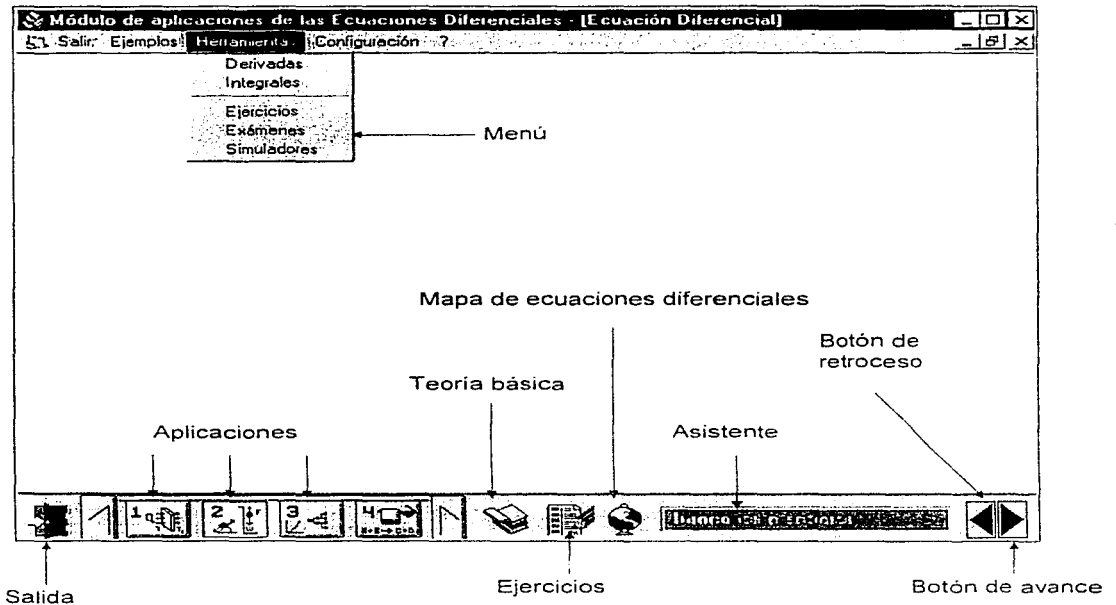 Módulo de aplicaciones de las Ecuaciones Diferenciales - [Ecuación Diferencial]
Salir Ejemplos Herramienta Configuración ?
Derivadas
Integrales
Ejercicios
Exámenes
Simuladores
Menú
Mapa de ecuaciones diferenciales
Botón de
retroceso
Teoría básica
Aplicaciones
Asistente
1 2 3 4
Salida
Ejercicios
Botón de avance